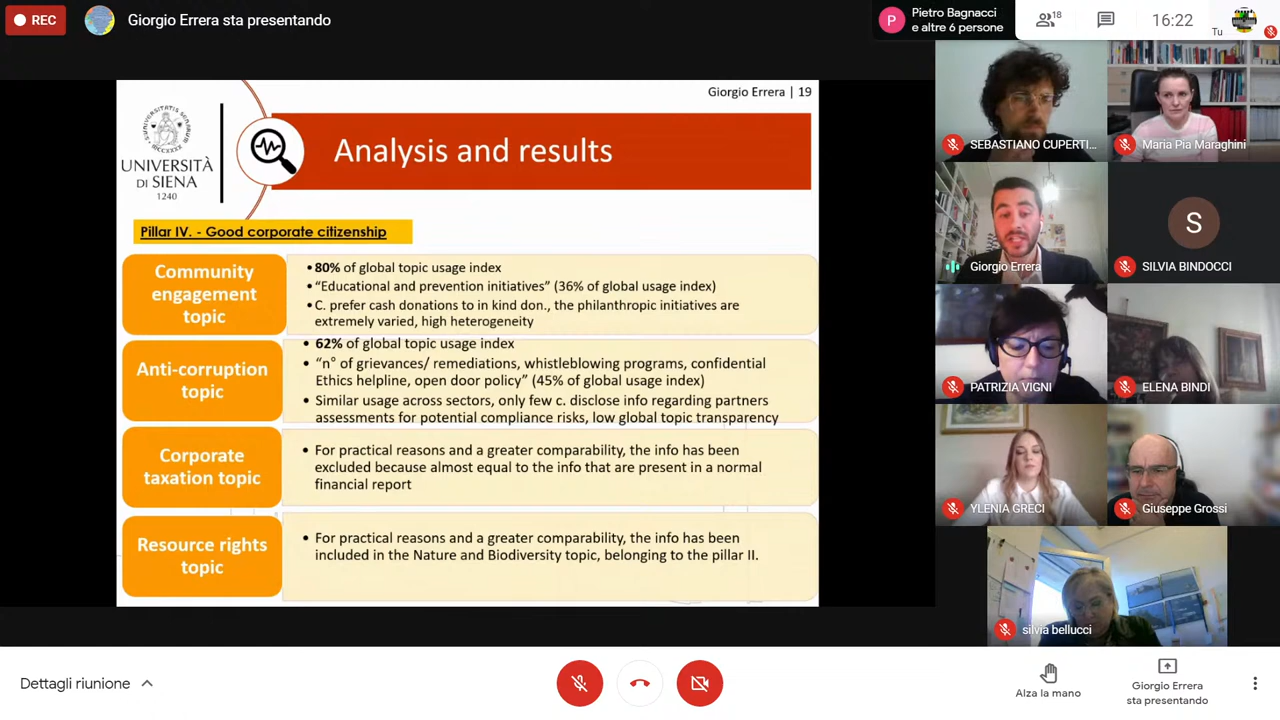 REC
Giorgio Errera sta presentando
Pietro Bagnacci
e altre 6 persone
18
16:22
Tu
Giorgio Errera | 19
UNIVERSITÀ
DI SIENA
1240
Analysis and results
Pillar IV. - Good corporate citizenship
Community
engagement
topic
•80% of global topic usage index
•"Educational and prevention initiatives" (36% of global usage index)
•C. prefer cash donations to in kind don., the philanthropic initiatives are
extremely varied, high heterogeneity
Anti-corruption
topic
• 62% of global topic usage index
• "n° of grievances/ remediations, whistleblowing programs, confidential
Ethics helpline, open door policy" (45% of global usage index)
• Similar usage across sectors, only few c. disclose info regarding partners
assessments for potential compliance risks, low global topic transparency
Corporate
taxation topic
• For practical reasons and a greater comparability, the info has been
excluded because almost equal to the info that are present in a normal
financial report
Resource rights
topic
• For practical reasons and a greater comparability, the info has been
included in the Nature and Biodiversity topic, belonging to the pillar II.
SEBASTIANO CUPERTI...
Maria Pia Maraghini
Giorgio Errera
S
SILVIA BINDOCCI
PATRIZIA VIGNI
ELENA BINDI
YLENIA GRECI
Giuseppe Grossi
silvia bellucci
Dettagli riunione
Alza la mano
Giorgio Errera
sta presentando